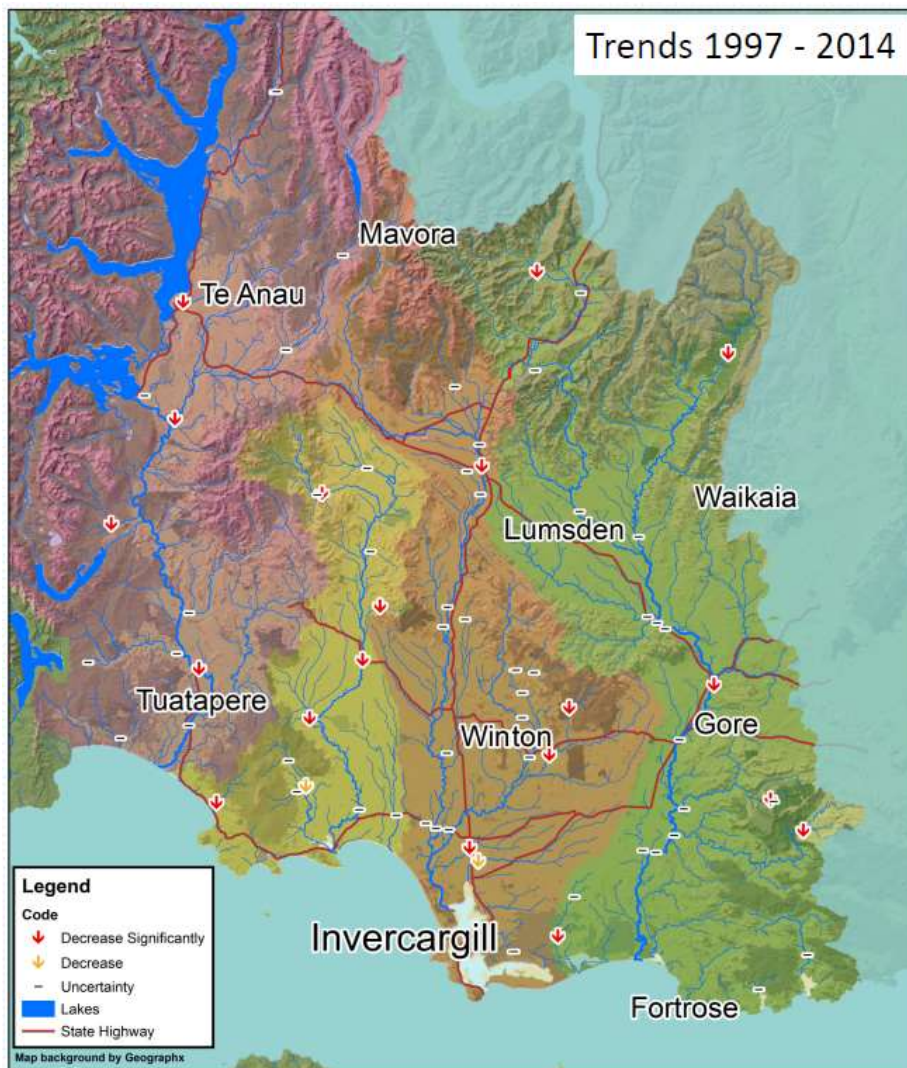 Trends 1997 - 2014
Mavora
Te Anau
Waikaia
Lumsden
Tuatapere
Gore
Winton
Invercargill
Fortrose
Legend
Code
Decrease Significantly
Decrease
Uncertainty
Lakes
State Highway
Map background by Geographx